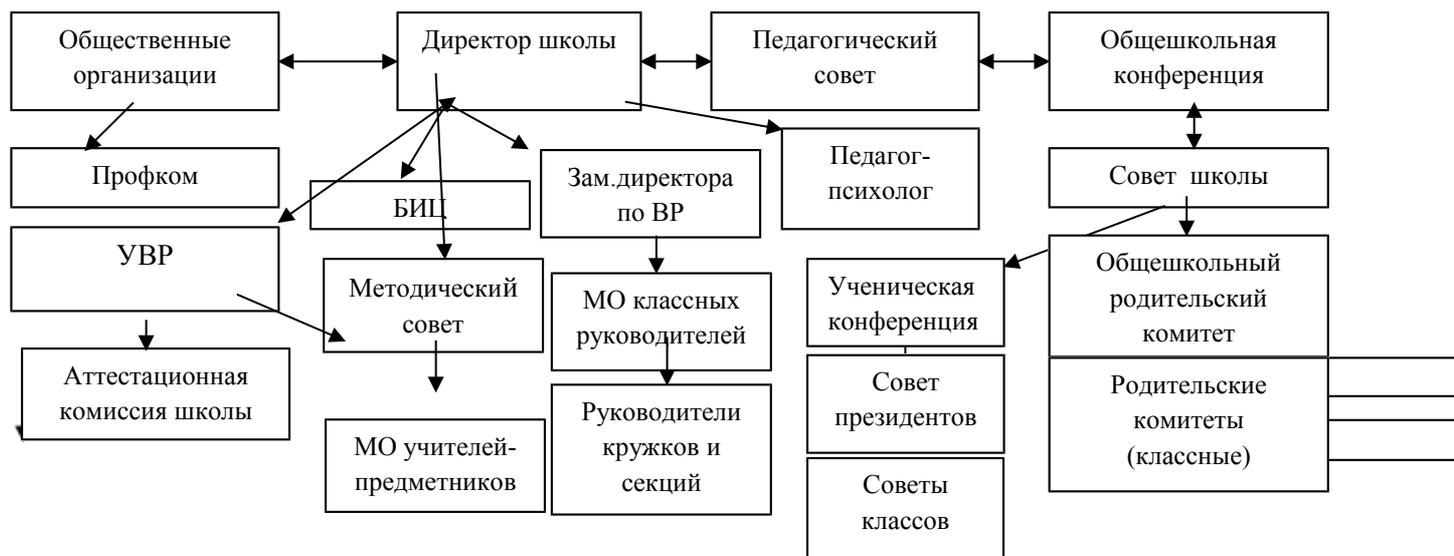 Общественные
организации
Директор школы
Педагогический
совет
Общешкольная
конференция
Профком
БИЦ
Зам.директора
по ВР
Педагог-
психолог
Совет школы
УВР
Методический
совет
МО классных
руководителей
Ученическая
конференция
Общешкольный
родительский
комитет
Аттестационная
комиссия школы
МО учителей-
предметников
Руководители
кружков и
секций
Совет
президентов
Родительские
комитеты
(классные)
Советы
классов